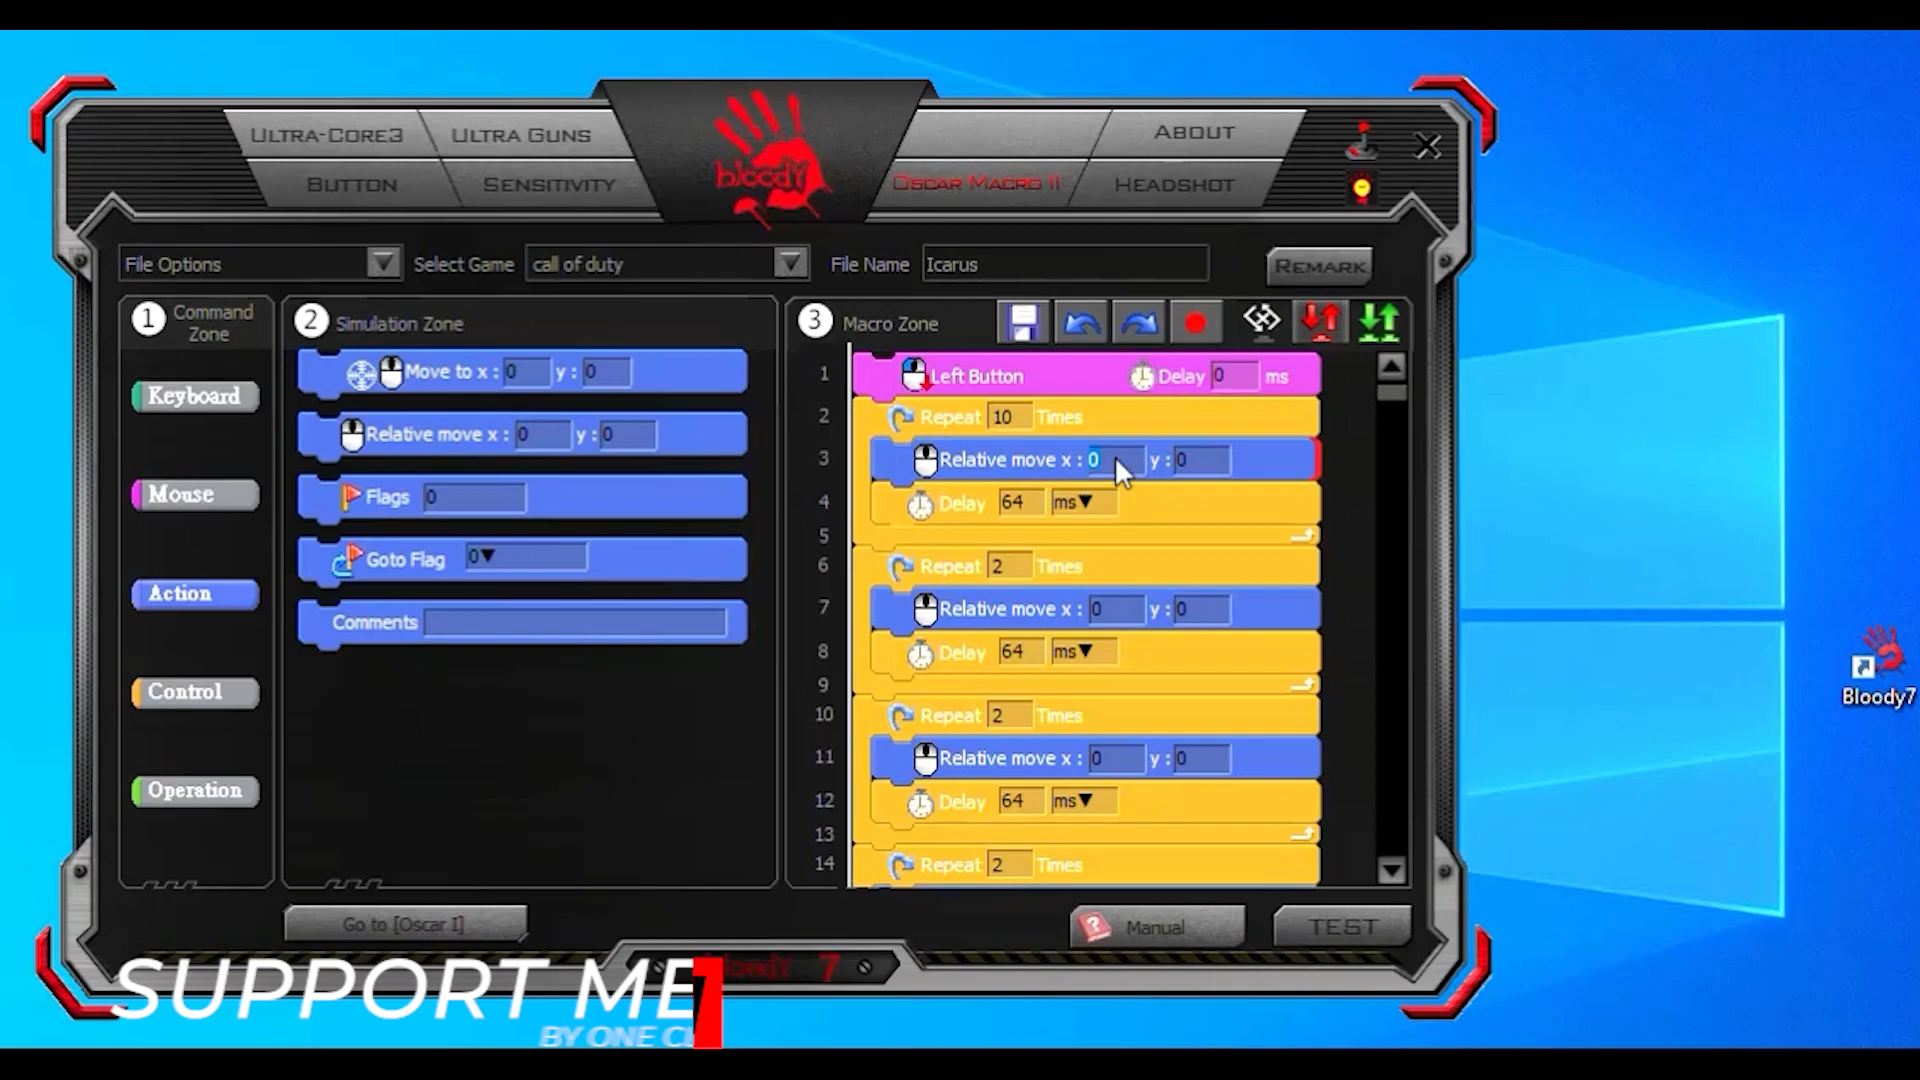 ULTRA-CORE3
ULTRA GUNS
ABOUT
BUTTON
SENSITIVITY
bloody
OSCAR MACRO II
HEADSHOT
File Options
Select Game
call of duty
File Name
Icarus
REMARK
1
Command
Zone
2
Simulation Zone
3
Macro Zone
Keyboard
Mouse
Action
Control
Operation
Move to x : 0 y : 0
Relative move x : 0 y : 0
Flags 0
Goto Flag 0
Comments
1 Left Button Delay 0 ms
2 Repeat 10 Times
3 Relative move x : 0 y : 0
4 Delay 64 ms
5
6 Repeat 2 Times
7 Relative move x : 0 y : 0
8 Delay 64 ms
9
10 Repeat 2 Times
11 Relative move x : 0 y : 0
12 Delay 64 ms
13
14 Repeat 2 Times
Bloody7
Go to [Oscar I]
Manual
TEST
bloody 7
SUPPORT ME
BY ONE